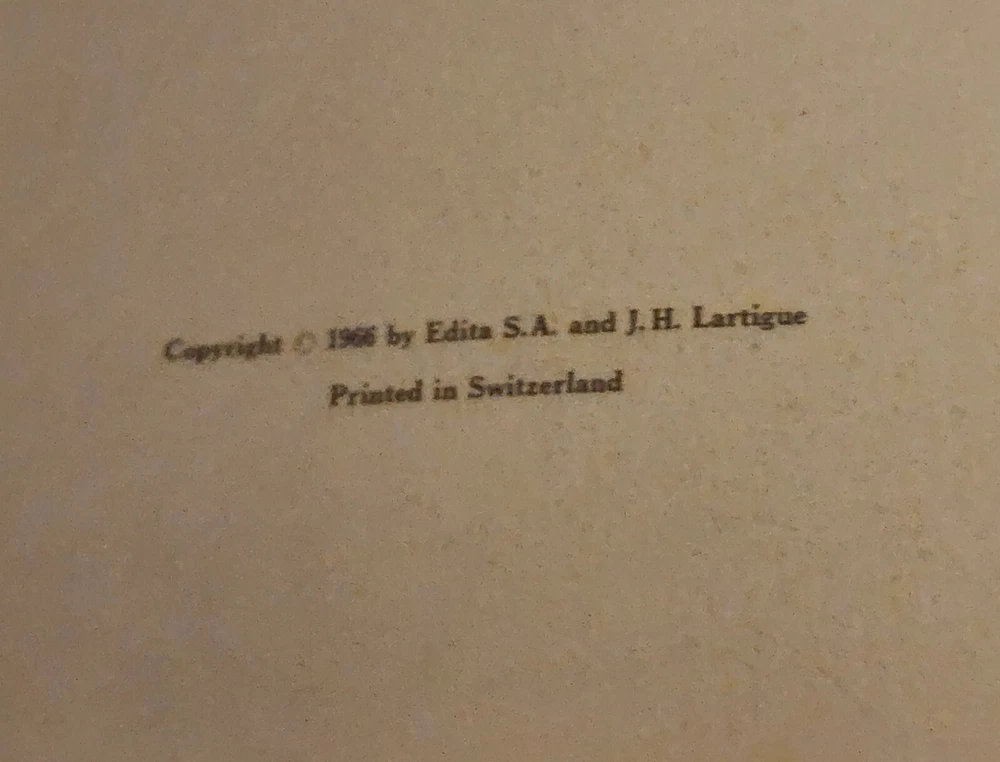 Copyright © 1966 by Edita S.A. and J.H. Lartigue
Printed in Switzerland